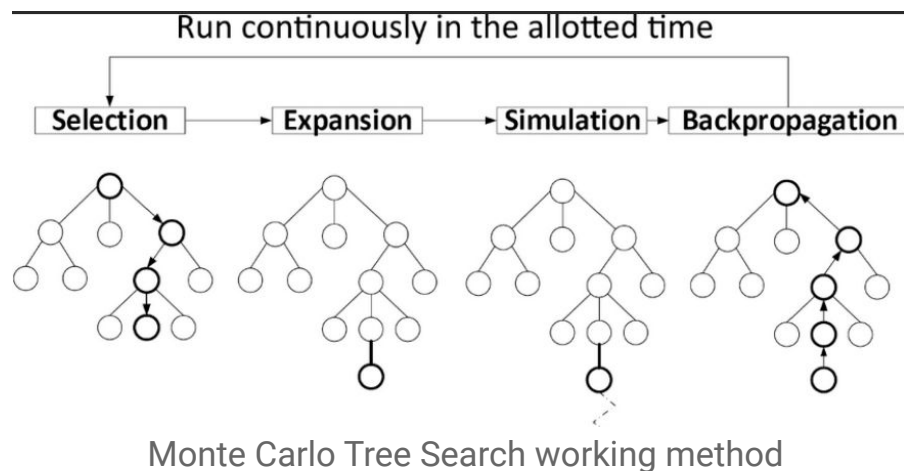 Run continuously in the allotted time
Selection Expansion Simulation Backpropagation
Monte Carlo Tree Search working method